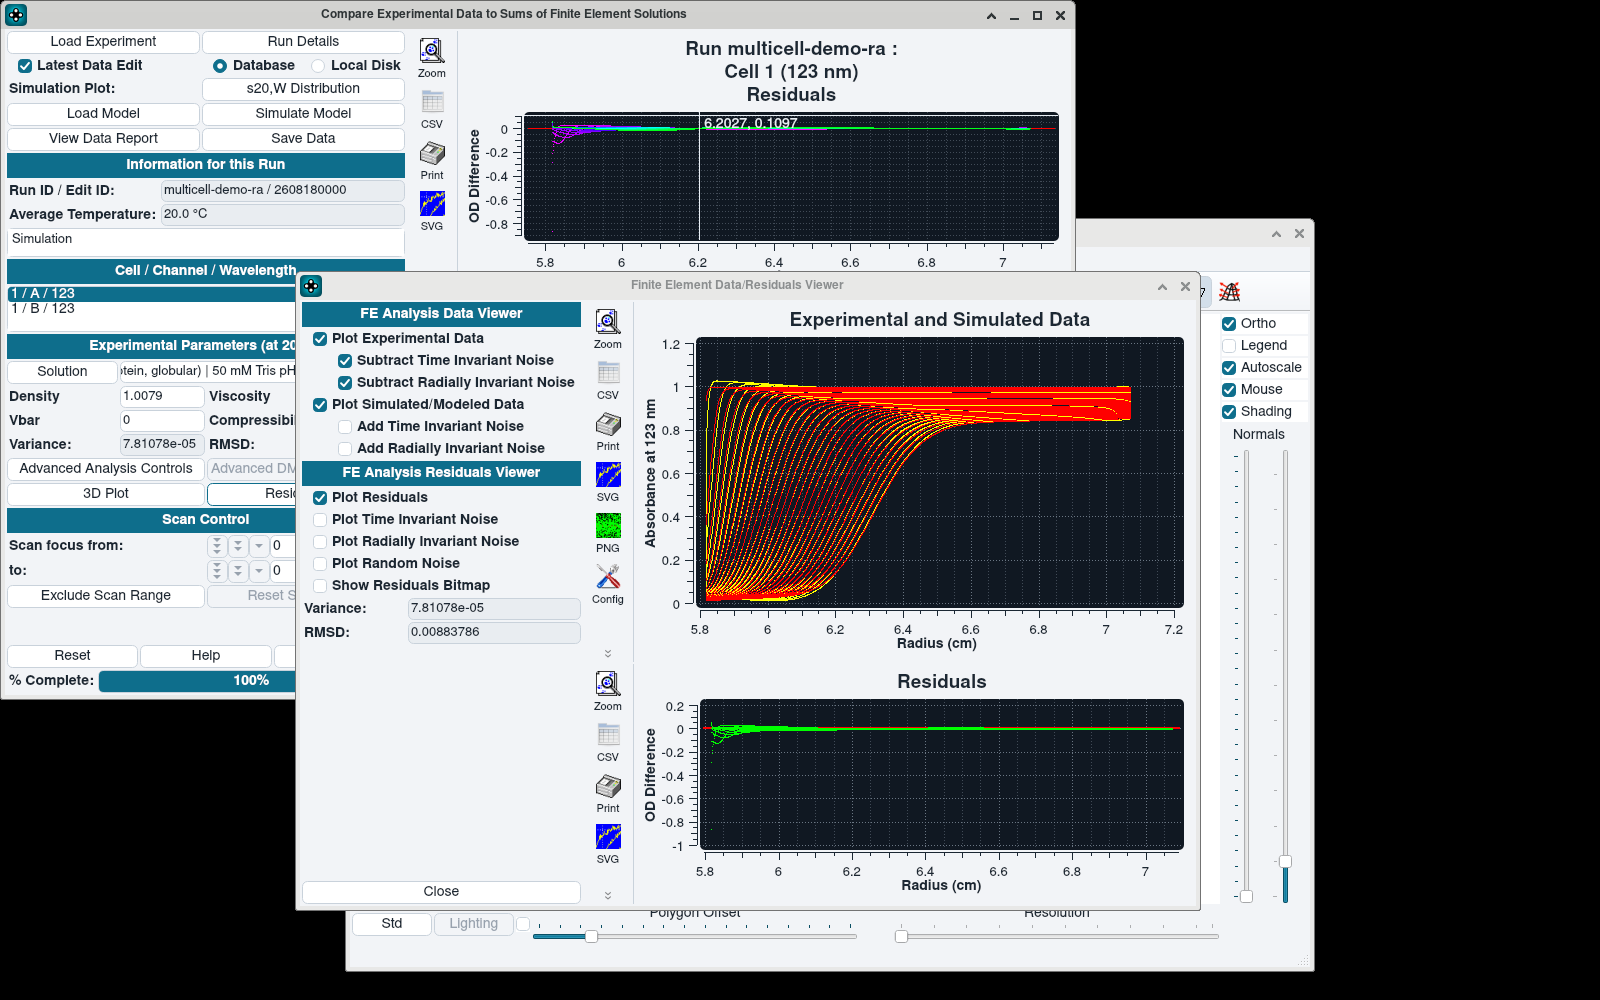 Compare Experimental Data to Sums of Finite Element Solutions
Load Experiment
Run Details
Latest Data Edit
Database
Local Disk
Simulation Plot:
s20,W Distribution
Load Model
Simulate Model
View Data Report
Save Data
Information for this Run
Run ID / Edit ID:
multicell-demo-ra / 2608180000
Average Temperature:
20.0 °C
Simulation
Cell / Channel / Wavelength
1 / A / 123
1 / B / 123
Experimental Parameters (at 20
Solution
otein, globular) | 50 mM Tris pH
Density
1.0079
Viscosity
Vbar
0
Compressibi
Variance:
7.81078e-05
RMSD:
Advanced Analysis Controls
Advanced DM
3D Plot
Resid
Scan Control
Scan focus from:
0
to:
0
Exclude Scan Range
Reset S
Reset
Help
% Complete:
100%
Zoom
CSV
Print
SVG
Run multicell-demo-ra :
Cell 1 (123 nm)
Residuals
OD Difference
0
-0.2
-0.4
-0.6
-0.8
6.2027, 0.1097
5.8
6
6.2
6.4
6.6
6.8
7
Finite Element Data/Residuals Viewer
FE Analysis Data Viewer
Plot Experimental Data
Subtract Time Invariant Noise
Subtract Radially Invariant Noise
Plot Simulated/Modeled Data
Add Time Invariant Noise
Add Radially Invariant Noise
FE Analysis Residuals Viewer
Plot Residuals
Plot Time Invariant Noise
Plot Radially Invariant Noise
Plot Random Noise
Show Residuals Bitmap
Variance:
7.81078e-05
RMSD:
0.00883786
Close
Zoom
CSV
Print
SVG
PNG
Config
Zoom
CSV
Print
SVG
Experimental and Simulated Data
Absorbance at 123 nm
1.2
1
0.8
0.6
0.4
0.2
0
5.8
6
6.2
6.4
6.6
6.8
7
7.2
Radius (cm)
Residuals
OD Difference
0.2
0
-0.2
-0.4
-0.6
-0.8
-1
5.8
6
6.2
6.4
6.6
6.8
7
Radius (cm)
Ortho
Legend
Autoscale
Mouse
Shading
Normals
Std
Lighting
Polygon Offset
Resolution